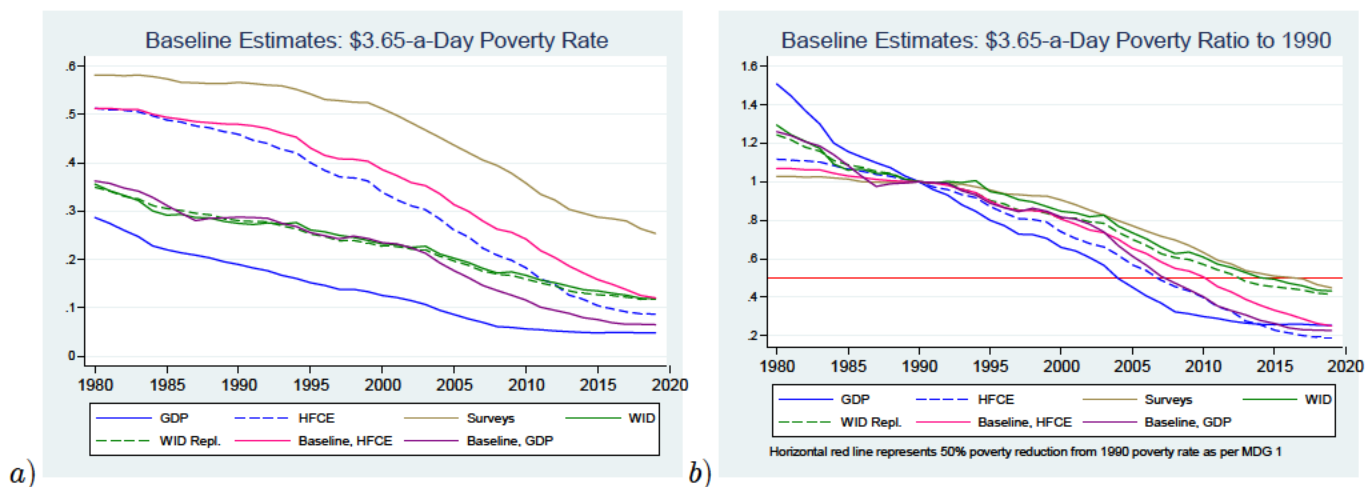 Baseline Estimates: $3.65-a-Day Poverty Rate
.6
.5
.4
.3
.2
.1
0
1980 1985 1990 1995 2000 2005 2010 2015 2020
GDP HFCE Surveys WID
WID Repl. Baseline, HFCE Baseline, GDP
a)
Baseline Estimates: $3.65-a-Day Poverty Ratio to 1990
1.6
1.4
1.2
1
.8
.6
.4
.2
1980 1985 1990 1995 2000 2005 2010 2015 2020
GDP HFCE Surveys WID
WID Repl. Baseline, HFCE Baseline, GDP
Horizontal red line represents 50% poverty reduction from 1990 poverty rate as per MDG 1
b)